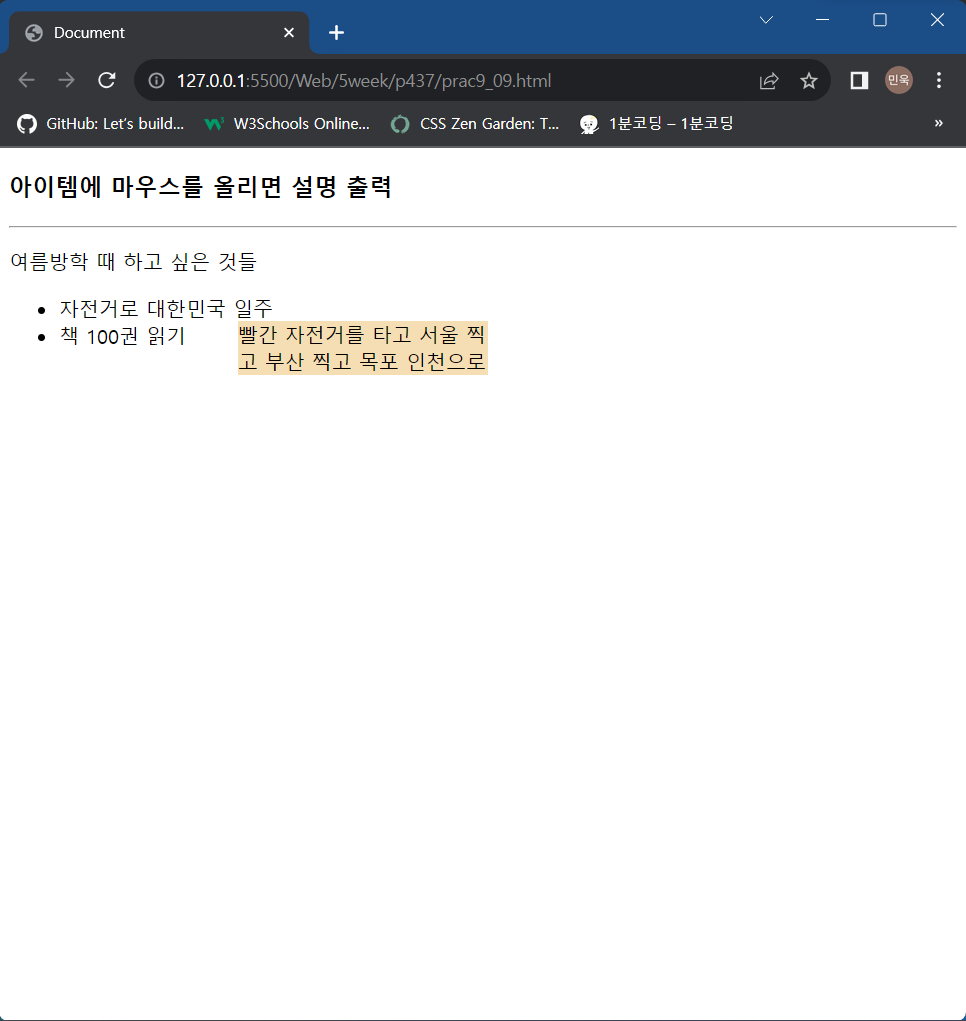 Document
127.0.0.1:5500/Web/5week/p437/prac9_09.html
민욱
GitHub: Let's build... W3Schools Online... CSS Zen Garden: T... 1분코딩 – 1분코딩 »
아이템에 마우스를 올리면 설명 출력
여름방학 때 하고 싶은 것들
• 자전거로 대한민국 일주
• 책 100권 읽기
빨간 자전거를 타고 서울 찍
고 부산 찍고 목포 인천으로